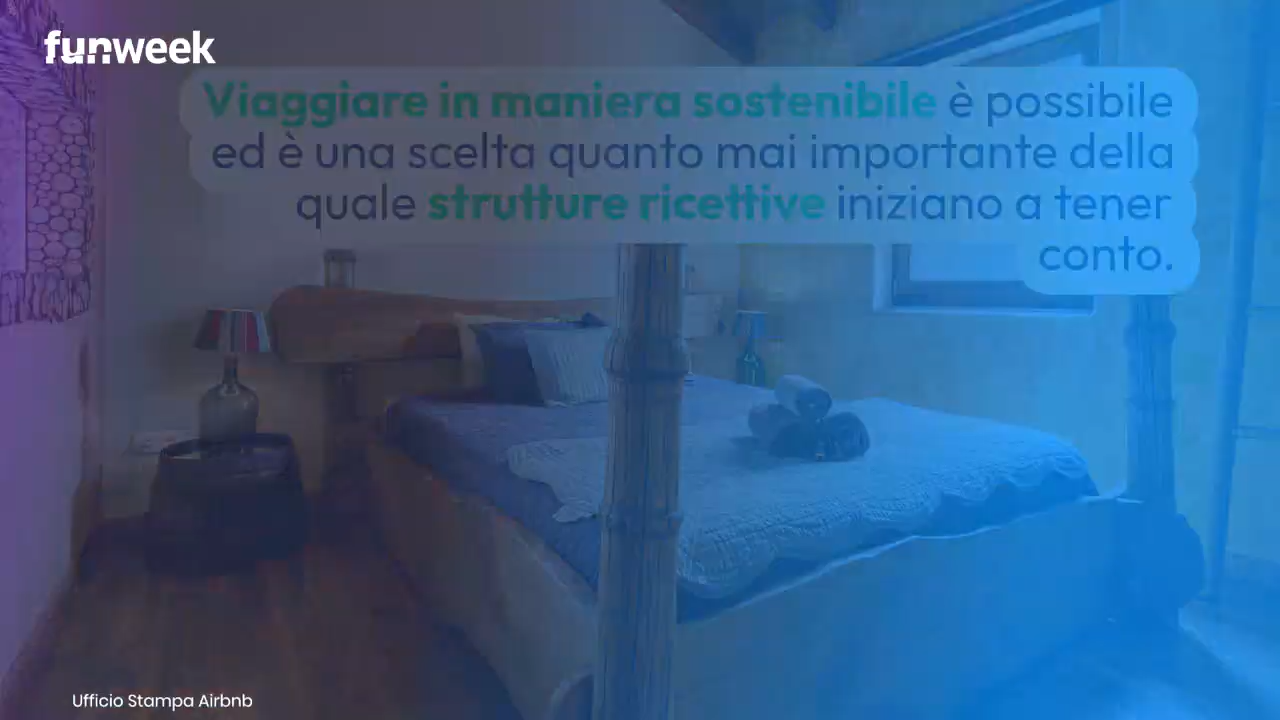 funweek
Viaggiare in maniera sostenibile è possibile
ed è una scelta quanto mai importante della
quale strutture ricettive iniziano a tener
conto.
Ufficio Stampa Airbnb